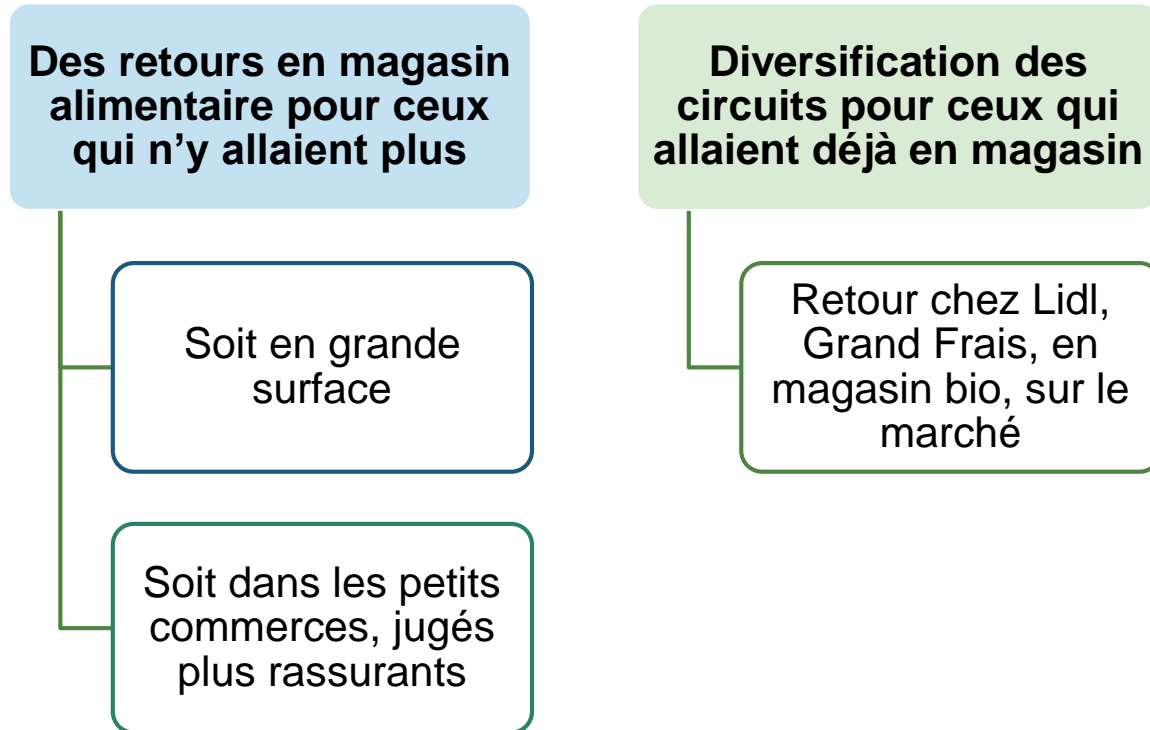 Des retours en magasin
alimentaire pour ceux
qui n’y allaient plus
Soit en grande
surface
Soit dans les petits
commerces, jugés
plus rassurants
Diversification des
circuits pour ceux qui
allaient déjà en magasin
Retour chez Lidl,
Grand Frais, en
magasin bio, sur le
marché